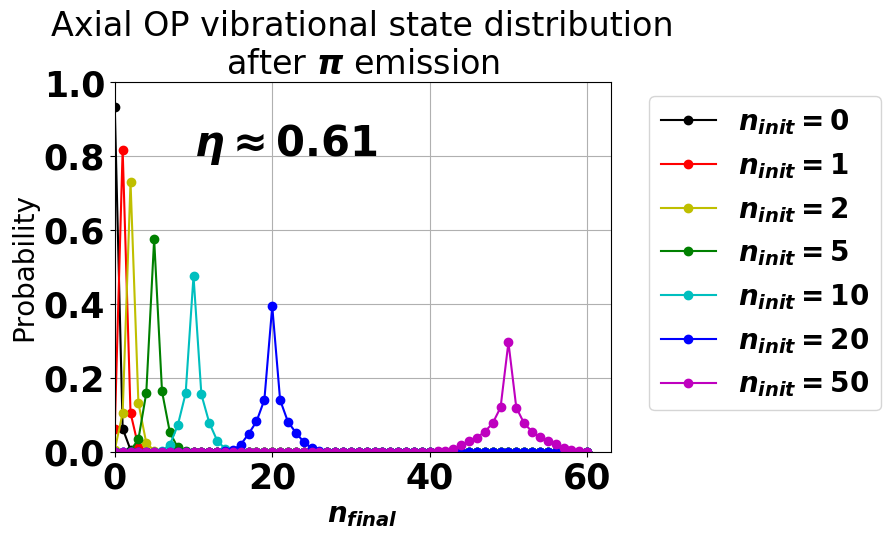 Axial OP vibrational state distribution
after π emission
η ≈ 0.61
Probability
1.0
0.8
0.6
0.4
0.2
0.0
0
20
40
60
n_final
n_init = 0
n_init = 1
n_init = 2
n_init = 5
n_init = 10
n_init = 20
n_init = 50